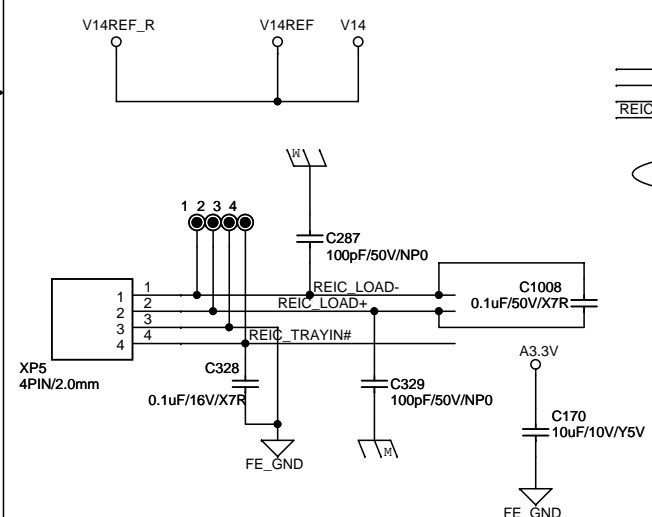 V14REF_R V14REF V14
REIC
M
1 2 3 4
C287
100pF/50V/NP0
1 1 REIC_LOAD-
2 2 REIC_LOAD+
3 3
4 4 REIC_TRAYIN#
C1008
0.1uF/50V/X7R
XP5
4PIN/2.0mm
C328
0.1uF/16V/X7R
C329
100pF/50V/NP0
A3.3V
C170
10uF/10V/Y5V
FE_GND
M
FE_GND